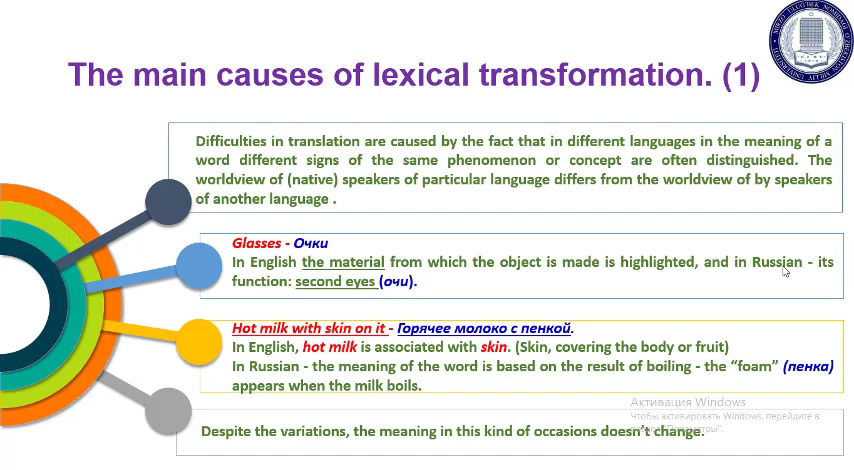 The main causes of lexical transformation. (1)
Difficulties in translation are caused by the fact that in different languages in the meaning of a
word different signs of the same phenomenon or concept are often distinguished. The
worldview of (native) speakers of particular language differs from the worldview of by speakers
of another language .
Glasses - Очки
In English the material from which the object is made is highlighted, and in Russian - its
function: second eyes (очи).
Hot milk with skin on it - Горячее молоко с пенкой.
In English, hot milk is associated with skin. (Skin, covering the body or fruit)
In Russian - the meaning of the word is based on the result of boiling - the “foam” (пенка)
appears when the milk boils.
Активация Windows
Чтобы активировать Windows, перейдите в
"Параметры".
Despite the variations, the meaning in this kind of occasions doesn’t change.